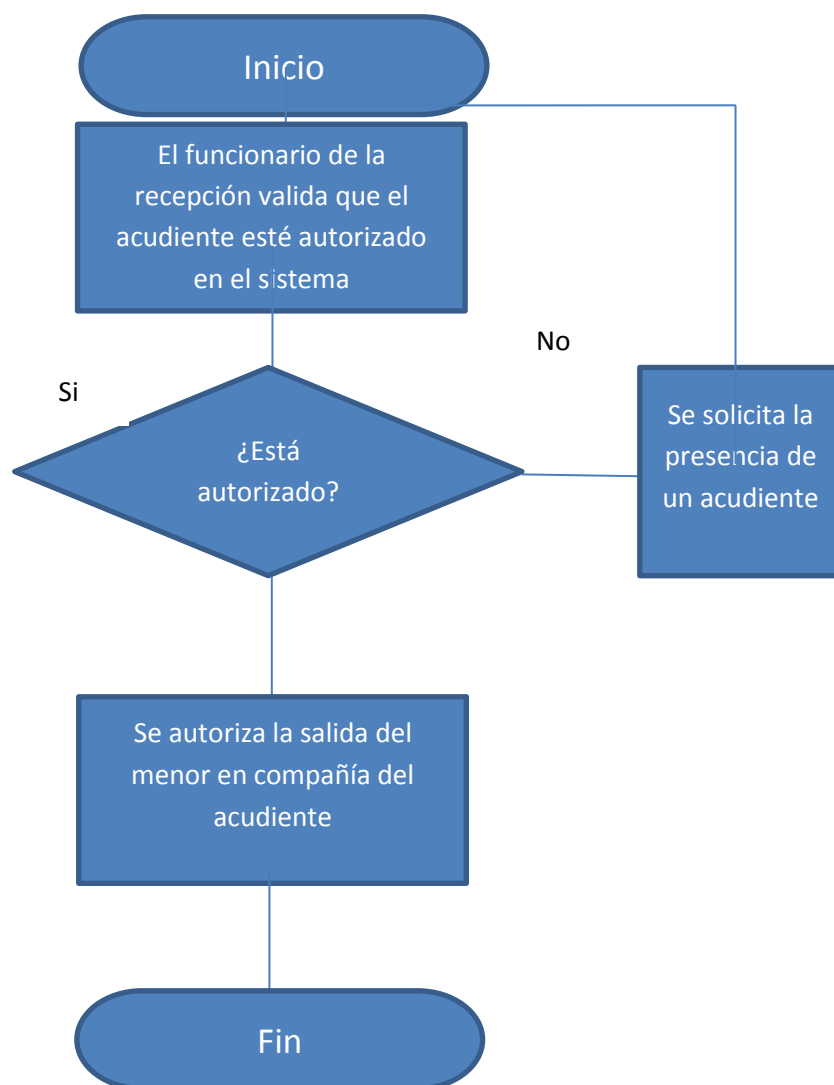 Inicio
El funcionario de la
recepción valida que el
acudiente esté autorizado
en el sistema
No
Si
Se solicita la
presencia de
un acudiente
¿Está
autorizado?
Se autoriza la salida del
menor en compañía del
acudiente
Fin